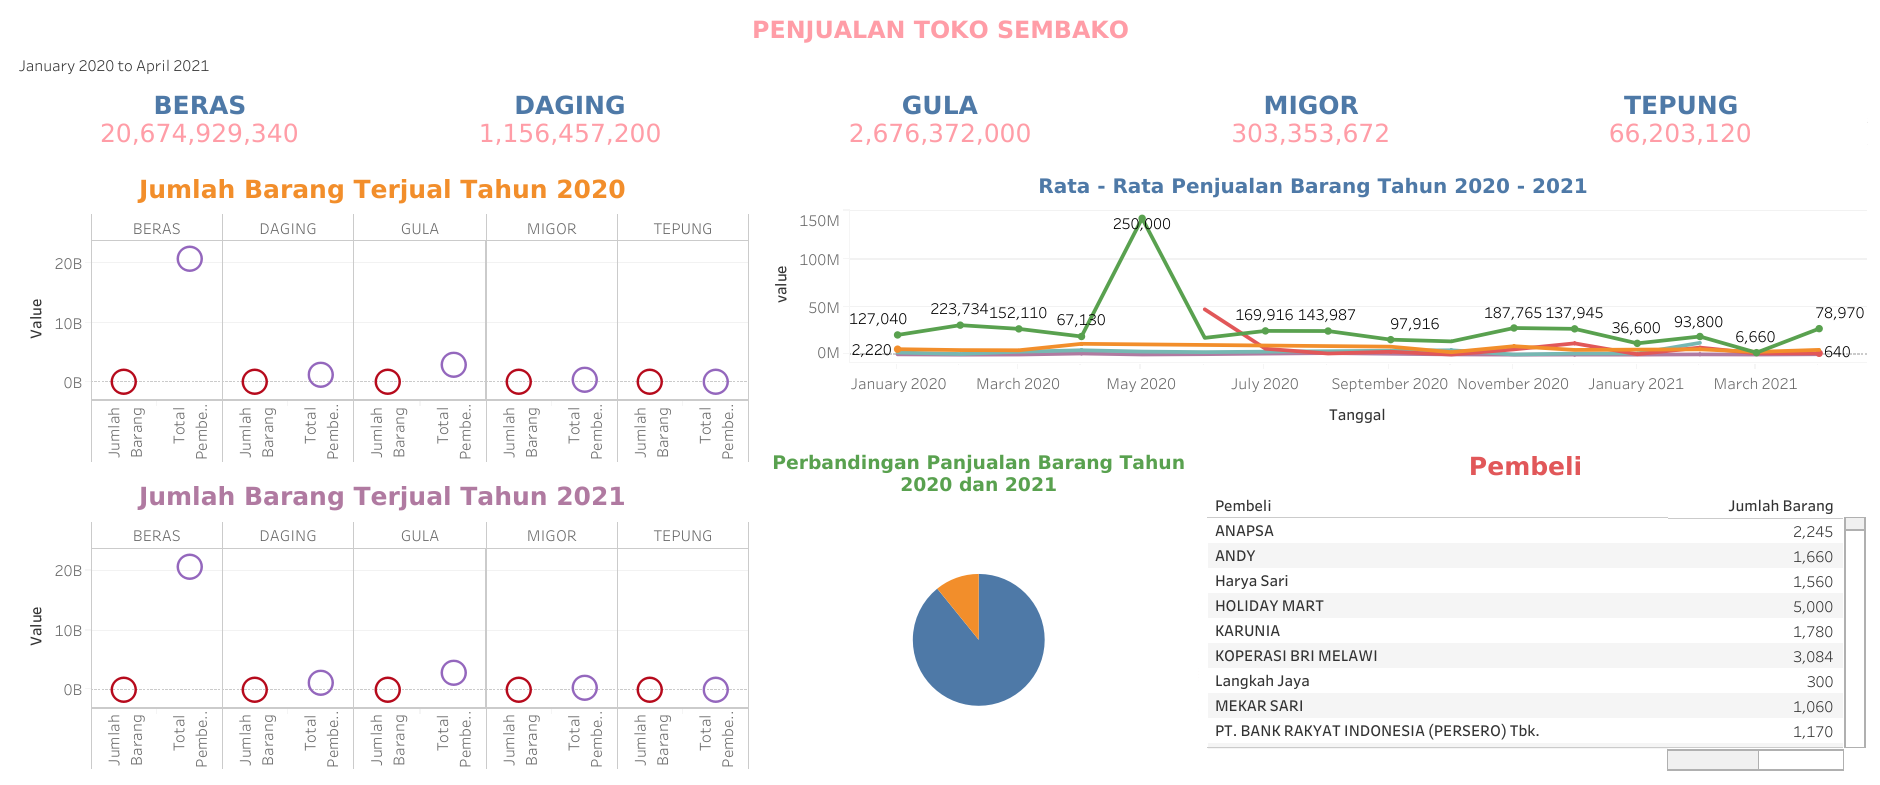 PENJUALAN TOKO SEMBAKO
January 2020 to April 2021
BERAS
20,674,929,340
DAGING
1,156,457,200
GULA
2,676,372,000
MIGOR
303,353,672
TEPUNG
66,203,120
Jumlah Barang Terjual Tahun 2020
BERAS DAGING GULA MIGOR TEPUNG
Value
20B
10B
0B
Jumlah Barang
Total Pembe..
Jumlah Barang
Total Pembe..
Jumlah Barang
Total Pembe..
Jumlah Barang
Total Pembe..
Jumlah Barang
Total Pembe..
Rata - Rata Penjualan Barang Tahun 2020 - 2021
value
150M
100M
50M
0M
127,040
2,220
223,734
152,110
67,130
250,000
169,916
143,987
97,916
187,765
137,945
36,600
93,800
6,660
78,970
640
January 2020 March 2020 May 2020 July 2020 September 2020 November 2020 January 2021 March 2021
Tanggal
Jumlah Barang Terjual Tahun 2021
BERAS DAGING GULA MIGOR TEPUNG
Value
20B
10B
0B
Jumlah Barang
Total Pembe..
Jumlah Barang
Total Pembe..
Jumlah Barang
Total Pembe..
Jumlah Barang
Total Pembe..
Jumlah Barang
Total Pembe..
Perbandingan Panjualan Barang Tahun
2020 dan 2021
Pembeli
Pembeli Jumlah Barang
ANAPSA 2,245
ANDY 1,660
Harya Sari 1,560
HOLIDAY MART 5,000
KARUNIA 1,780
KOPERASI BRI MELAWI 3,084
Langkah Jaya 300
MEKAR SARI 1,060
PT. BANK RAKYAT INDONESIA (PERSERO) Tbk. 1,170